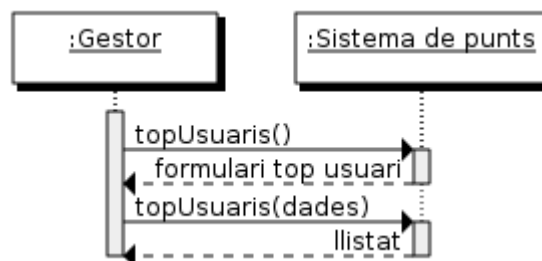 :Gestor
:Sistema de punts
topUsuaris()
formulari top usuari
topUsuaris(dades)
llistat